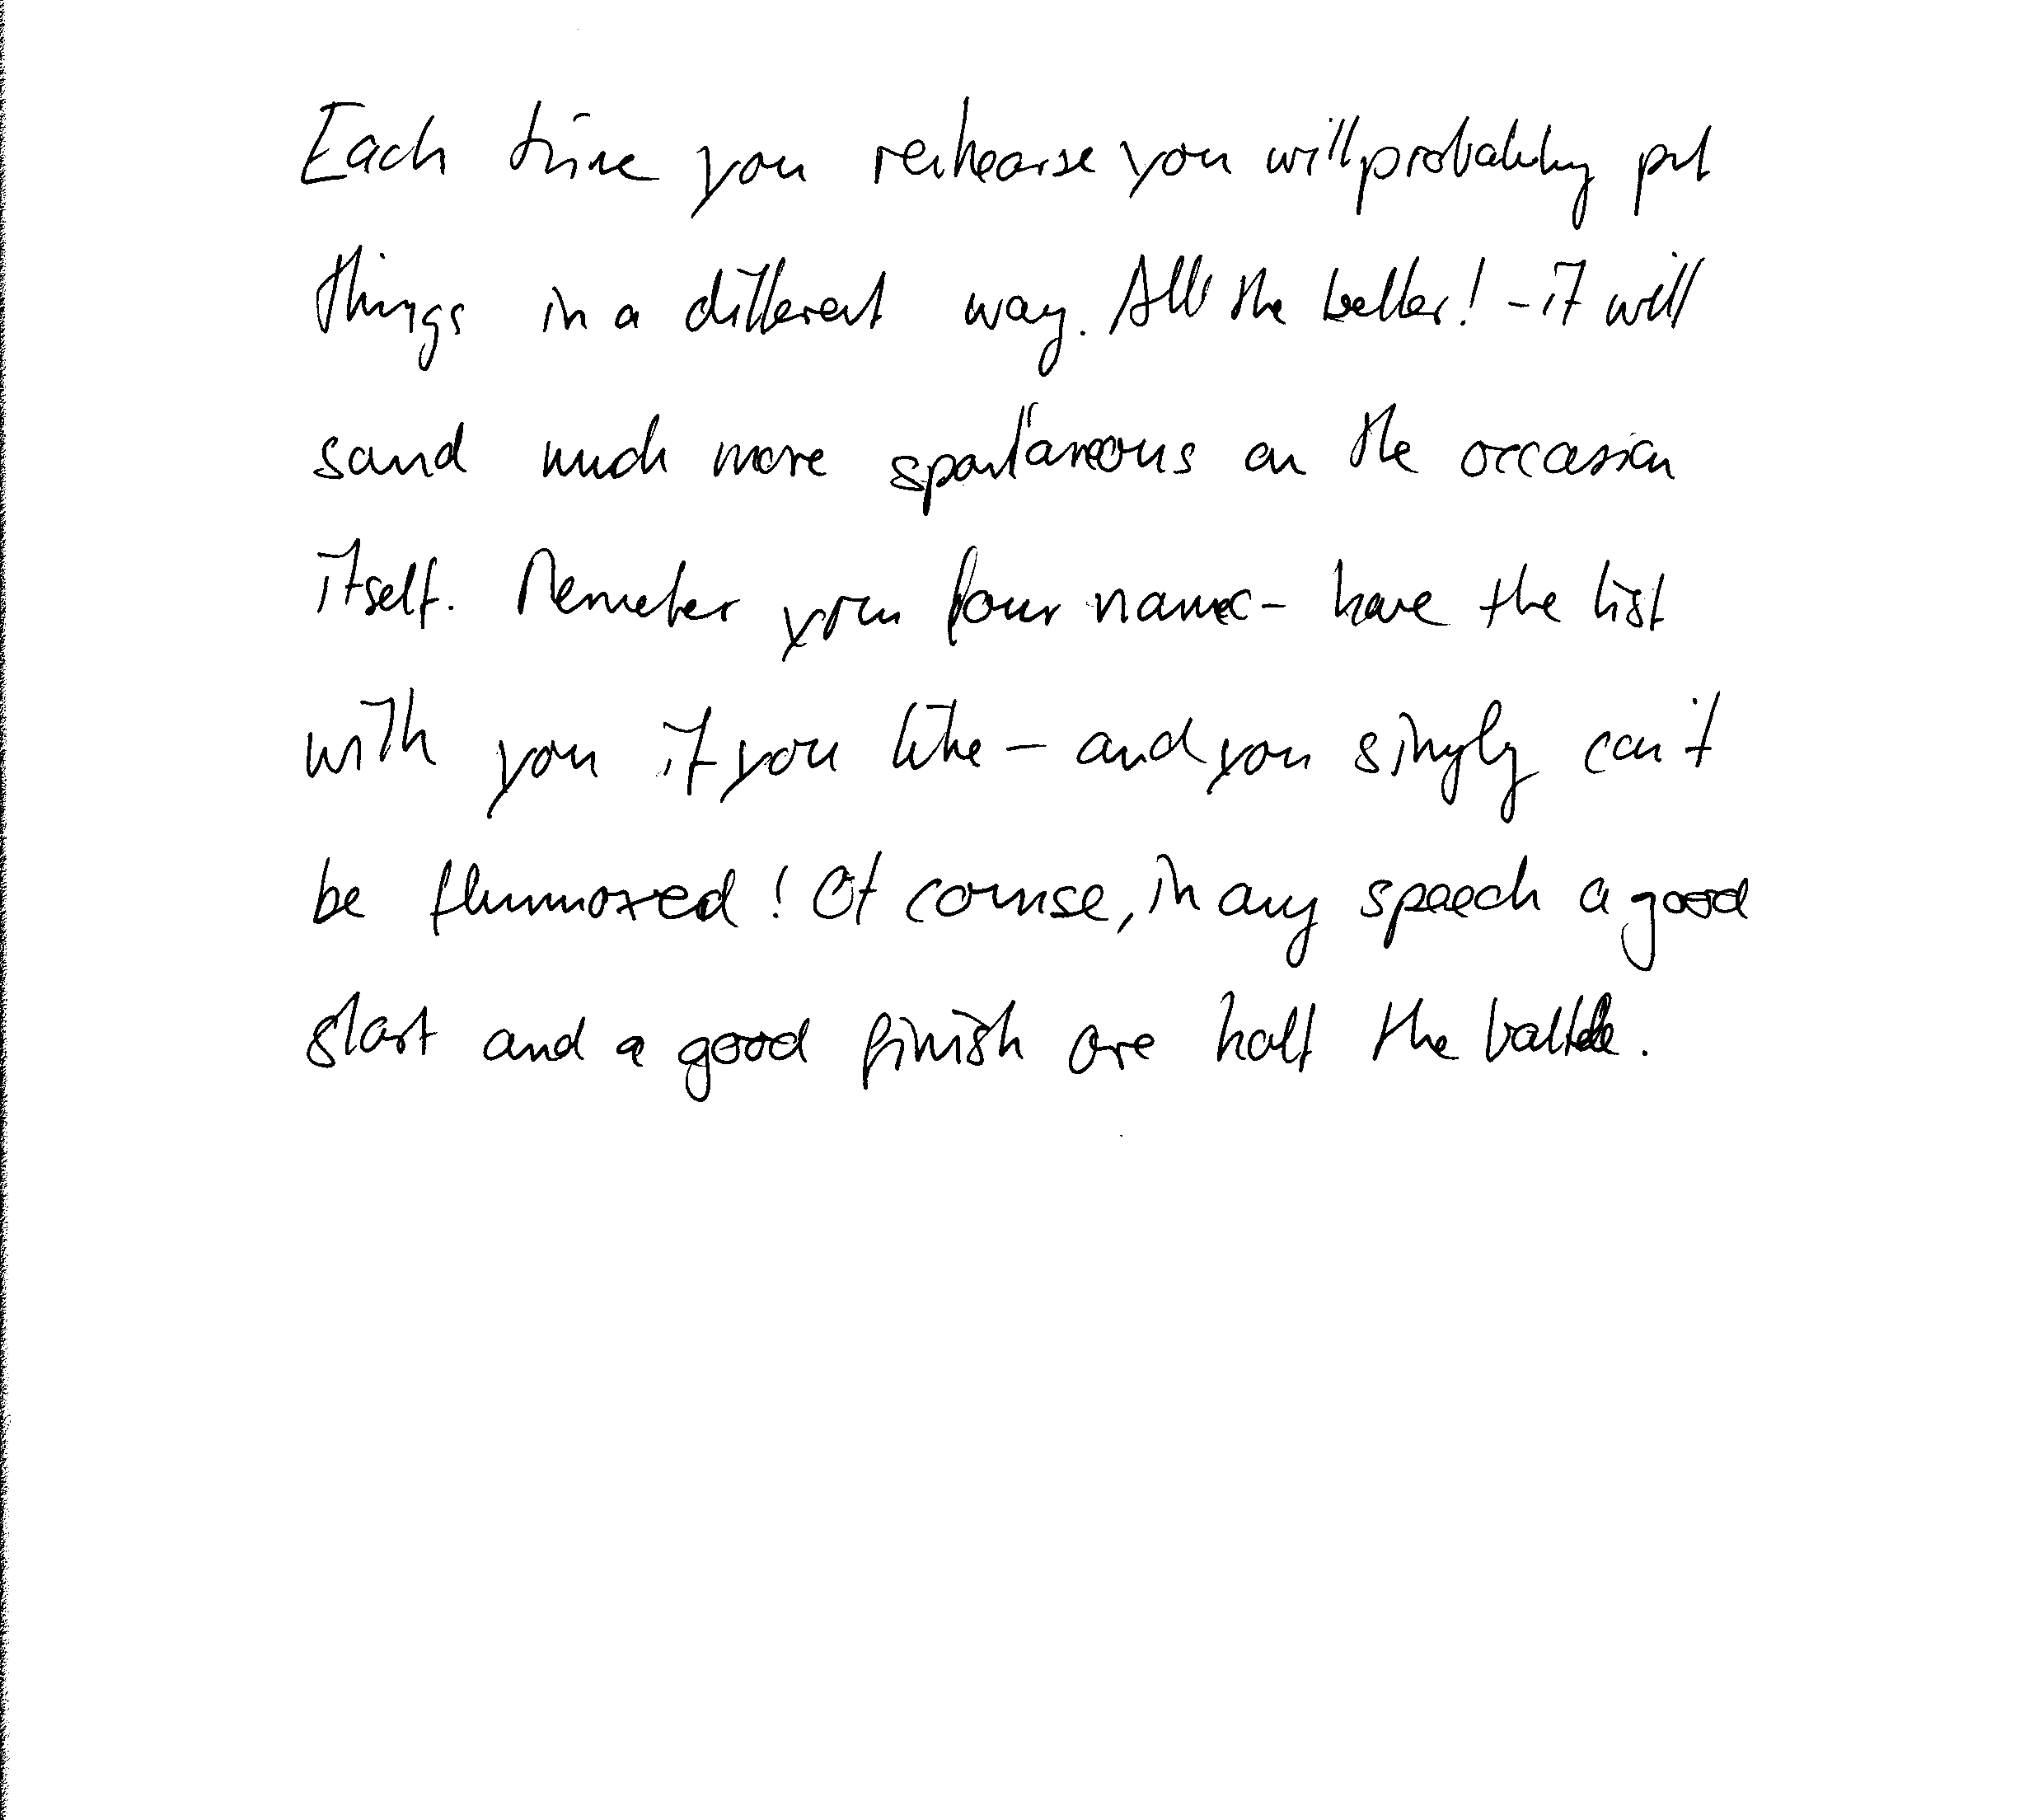 Each time you rehearse you will probably put
things in a different way. All the better! - it will
sound much more spontaneous on the occasion
itself. Remember your four names - have the list
with you if you like - and you simply can't
be flummoxed! Of course, in any speech a good
start and a good finish are half the battle.